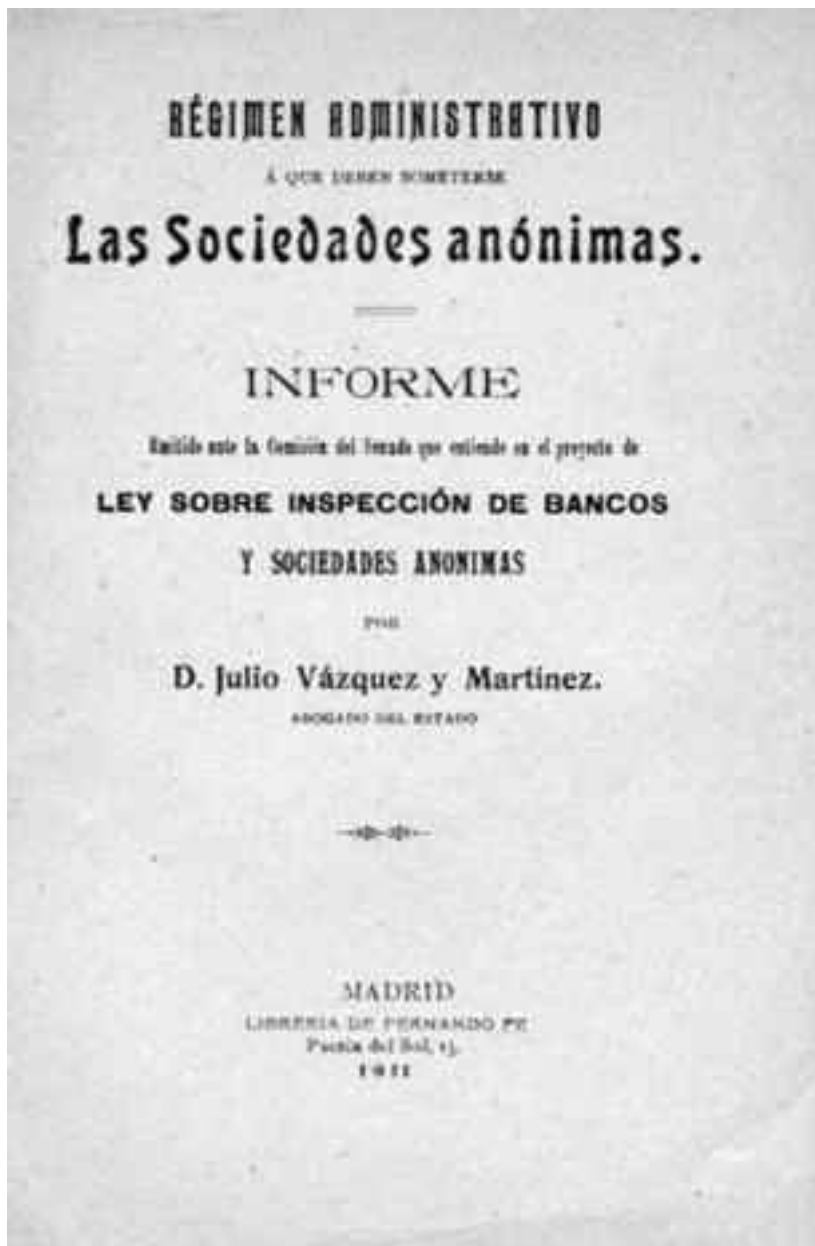 RÉGIMEN ADMINISTRATIVO
Á QUE DEBEN SOMETERSE
Las Sociedades anónimas.
INFORME
Emitido ante la Comisión del Senado que entiende en el proyecto de
LEY SOBRE INSPECCIÓN DE BANCOS
Y SOCIEDADES ANONIMAS
POR
D. Julio Vázquez y Martinez.
ABOGADO DEL ESTADO
MADRID
LIBRERIA DE FERNANDO FE
Puerta del Sol, 15.
1911